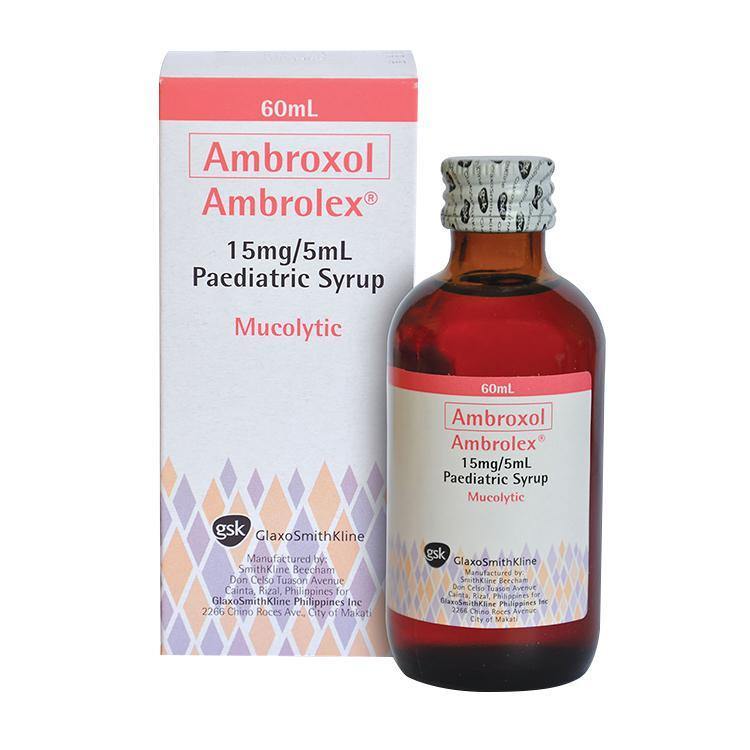 60mL
Ambroxol
Ambrolex®
15mg/5mL
Paediatric Syrup
Mucolytic
gsk GlaxoSmithKline
Manufactured by:
SmithKline Beecham
Don Celso Tuason Avenue
Cainta, Rizal, Philippines for
GlaxoSmithKline Philippines Inc
2266 Chino Roces Ave., City of Makati
60mL
Ambroxol
Ambrolex®
15mg/5mL
Paediatric Syrup
Mucolytic
gsk GlaxoSmithKline
Manufactured by:
SmithKline Beecham
Don Celso Tuason Avenue
Cainta, Rizal, Philippines for
GlaxoSmithKline Philippines Inc
2266 Chino Roces Avenue
City of Makati